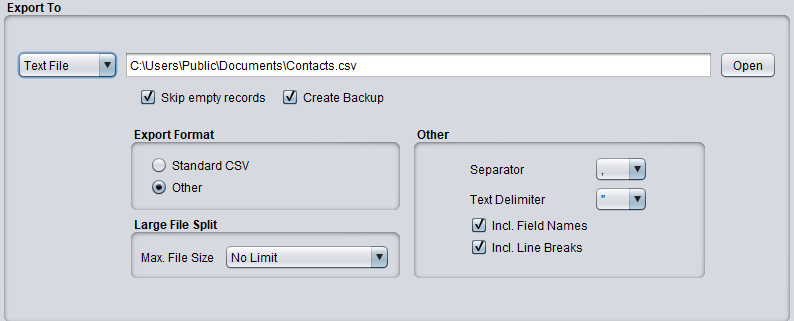 Export To
Text File C:\Users\Public\Documents\Contacts.csv Open
Skip empty records Create Backup
Export Format
Standard CSV
Other
Large File Split
Max. File Size No Limit
Other
Separator ,
Text Delimiter "
Incl. Field Names
Incl. Line Breaks